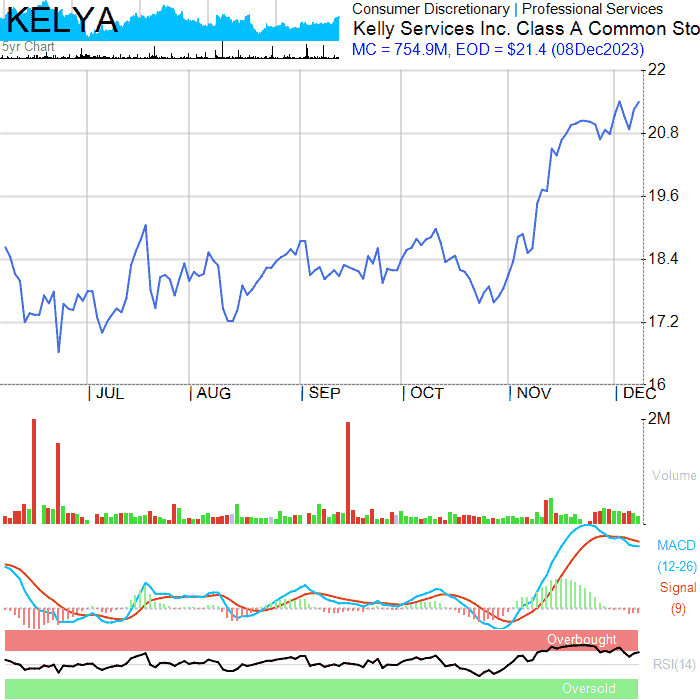 KELYA
5yr Chart
Consumer Discretionary | Professional Services
Kelly Services Inc. Class A Common Sto
MC = 754.9M, EOD = $21.4 (08Dec2023)
22
20.8
19.6
18.4
17.2
16
| JUL | AUG | SEP | OCT | NOV | DEC
2M
Volume
MACD
(12-26)
Signal
(9)
Overbought
RSI(14)
Oversold